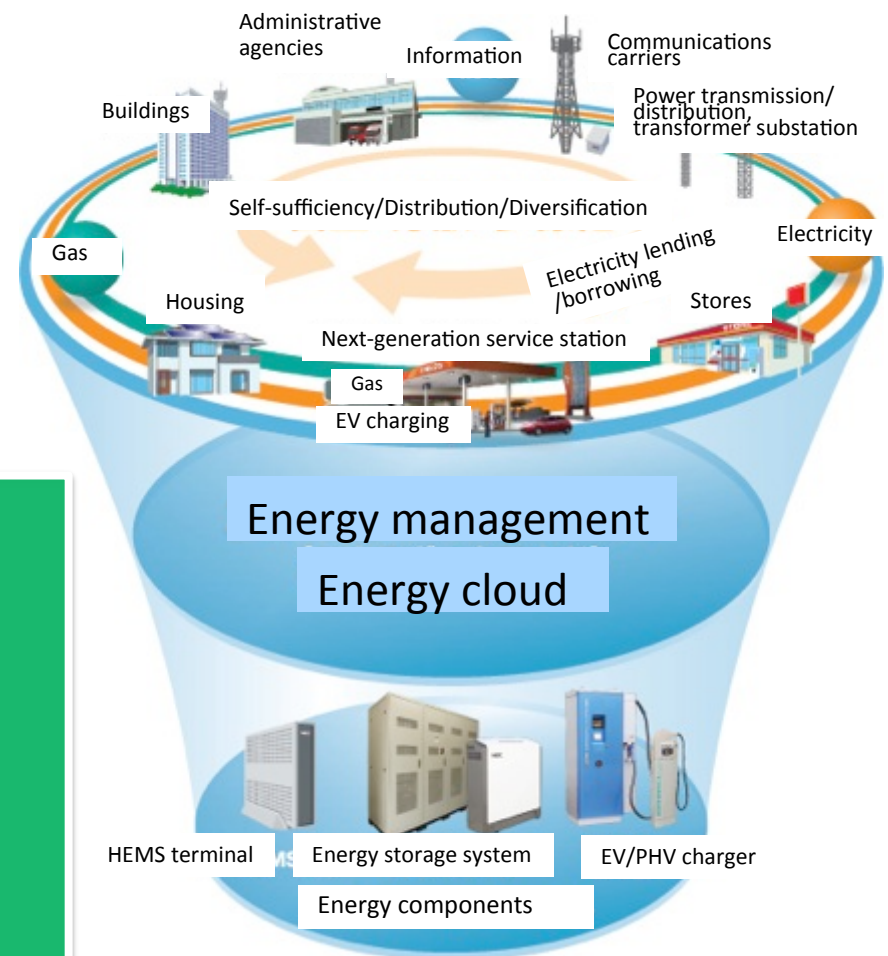 Administrative
agencies
Information
Communications
carriers
Buildings
Power transmission/
distribution,
transformer substation
Self-sufficiency/Distribution/Diversification
Gas
Electricity
Electricity lending
/borrowing
Housing
Stores
Next-generation service station
Gas
EV charging
Energy management
Energy cloud
HEMS terminal
Energy storage system
EV/PHV charger
Energy components